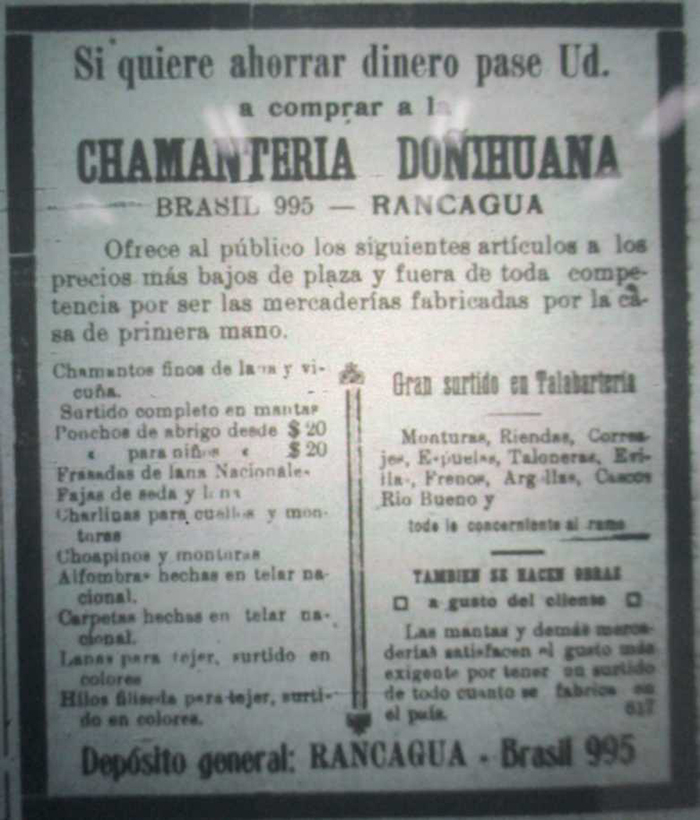 Si quiere ahorrar dinero pase Ud.
a comprar a la
CHAMANTERIA DOÑIHUANA
BRASIL 995 — RANCAGUA
Ofrece al público los siguientes artículos a los
precios más bajos de plaza y fuera de toda compe-
tencia por ser las mercaderías fabricadas por la ca-
sa de primera mano.
Chamantos finos de lana y vi-
cuña.
Surtido completo en mantas
Ponchos de abrigo desde $ 20
« para niños « $ 20
Frasadas de lana Nacionales
Fajas de seda y lana
Charlinas para cuellos y mon-
turas
Choapinos y monturas
Alfombras hechas en telar na-
cional.
Carpetas hechas en telar na-
cional.
Lanas para tejer, surtido en
colores
Hilos filiseda para tejer, surti-
do en colores.
Gran surtido en Talabartería
Monturas, Riendas, Correa-
jes, Espuelas, Taloneras, Evi-
llas, Frenos, Argollas, Cascos
Rio Bueno y
todo lo concerniente al ramo
TAMBIEN SE HACEN OBRAS
a gusto del cliente
Las mantas y demás merca-
derías satisfacen el gusto más
exigente por tener un surtido
de todo cuanto se fabrica en
el país. 617
Depósito general: RANCAGUA - Brasil 995